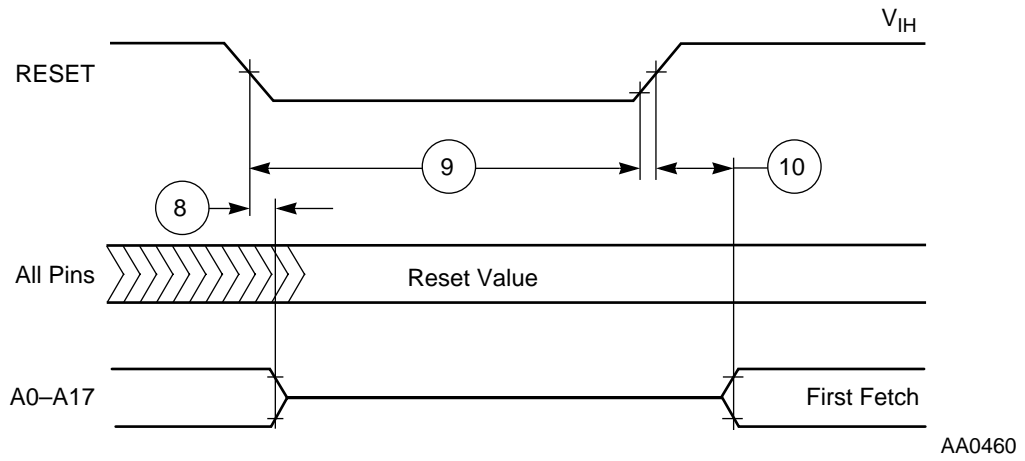 V_IH
RESET
9
10
8
All Pins
Reset Value
A0–A17
First Fetch
AA0460